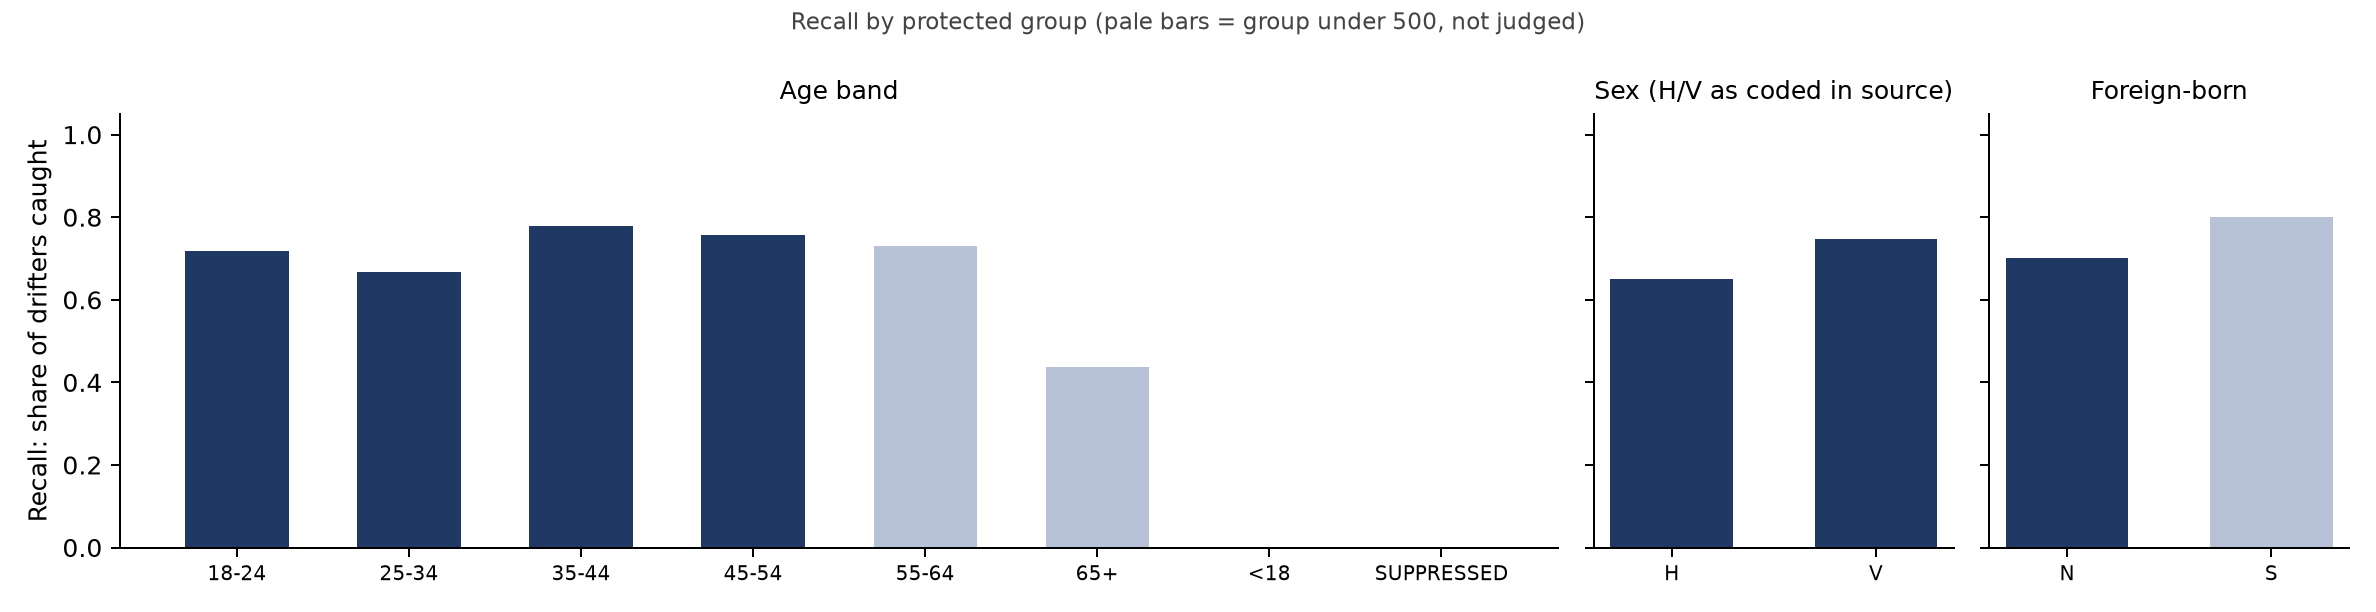 Recall by protected group (pale bars = group under 500, not judged)
Age band
Sex (H/V as coded in source)
Foreign-born
Recall: share of drifters caught
1.0
0.8
0.6
0.4
0.2
0.0
18-24 25-34 35-44 45-54 55-64 65+ <18 SUPPRESSED
H V
N S